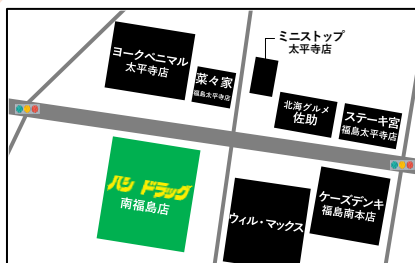 ミニストップ
太平寺店
ヨークベニマル
太平寺店
菜々家
福島太平寺店
北海グルメ
佐助
ステーキ宮
福島太平寺店
ハシ ドラッグ
南福島店
ウィル・マックス
ケーズデンキ
福島南本店